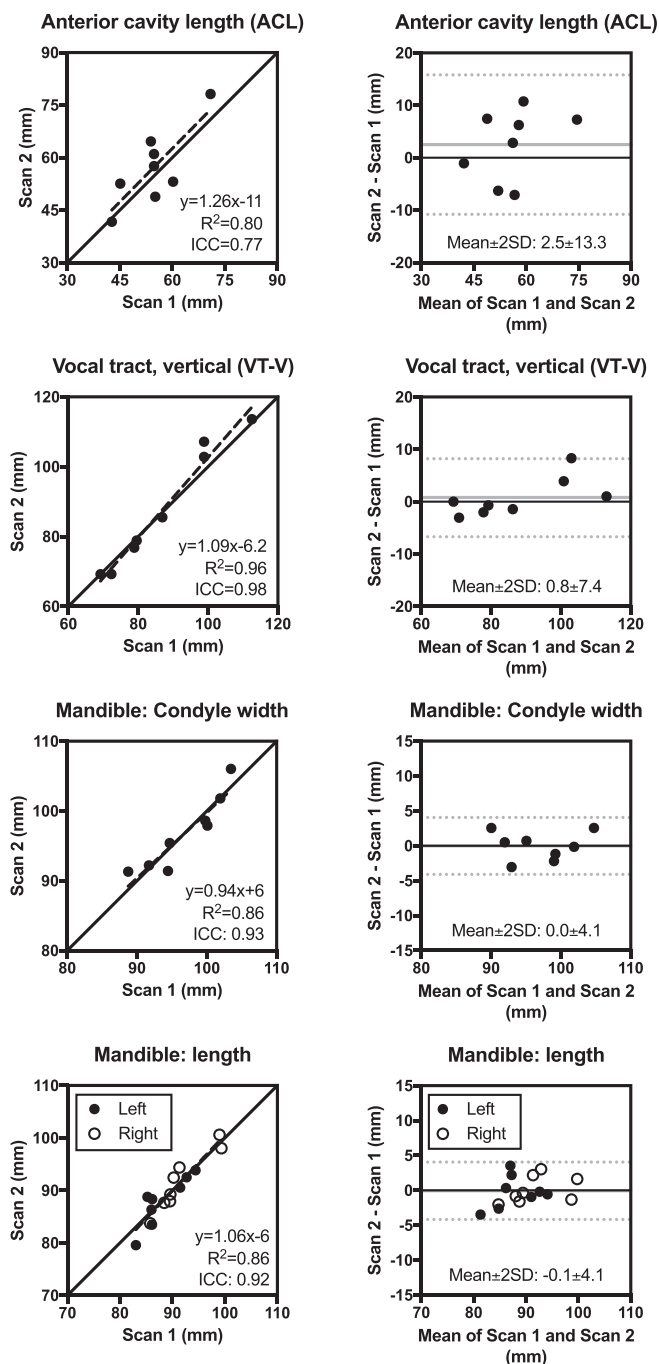 Anterior cavity length (ACL)
90
75
60
45
30
Scan 2 (mm)
y=1.26x-11
R²=0.80
ICC=0.77
30 45 60 75 90
Scan 1 (mm)
Anterior cavity length (ACL)
20
10
0
-10
-20
Scan 2 - Scan 1 (mm)
Mean±2SD: 2.5±13.3
30 45 60 75 90
Mean of Scan 1 and Scan 2
(mm)
Vocal tract, vertical (VT-V)
120
100
80
60
Scan 2 (mm)
y=1.09x-6.2
R²=0.96
ICC=0.98
60 80 100 120
Scan 1 (mm)
Vocal tract, vertical (VT-V)
20
10
0
-10
-20
Scan 2 - Scan 1 (mm)
Mean±2SD: 0.8±7.4
60 80 100 120
Mean of Scan 1 and Scan 2
(mm)
Mandible: Condyle width
110
100
90
80
Scan 2 (mm)
y=0.94x+6
R²=0.86
ICC: 0.93
80 90 100 110
Scan 1 (mm)
Mandible: Condyle width
15
10
5
0
-5
-10
-15
Scan 2 - Scan 1 (mm)
Mean±2SD: 0.0±4.1
80 90 100 110
Mean of Scan 1 and Scan 2
(mm)
Mandible: length
110
100
90
80
70
Scan 2 (mm)
Left
Right
y=1.06x-6
R²=0.86
ICC: 0.92
70 80 90 100 110
Scan 1 (mm)
Mandible: length
15
10
5
0
-5
-10
-15
Scan 2 - Scan 1 (mm)
Left
Right
Mean±2SD: -0.1±4.1
70 80 90 100 110
Mean of Scan 1 and Scan 2
(mm)